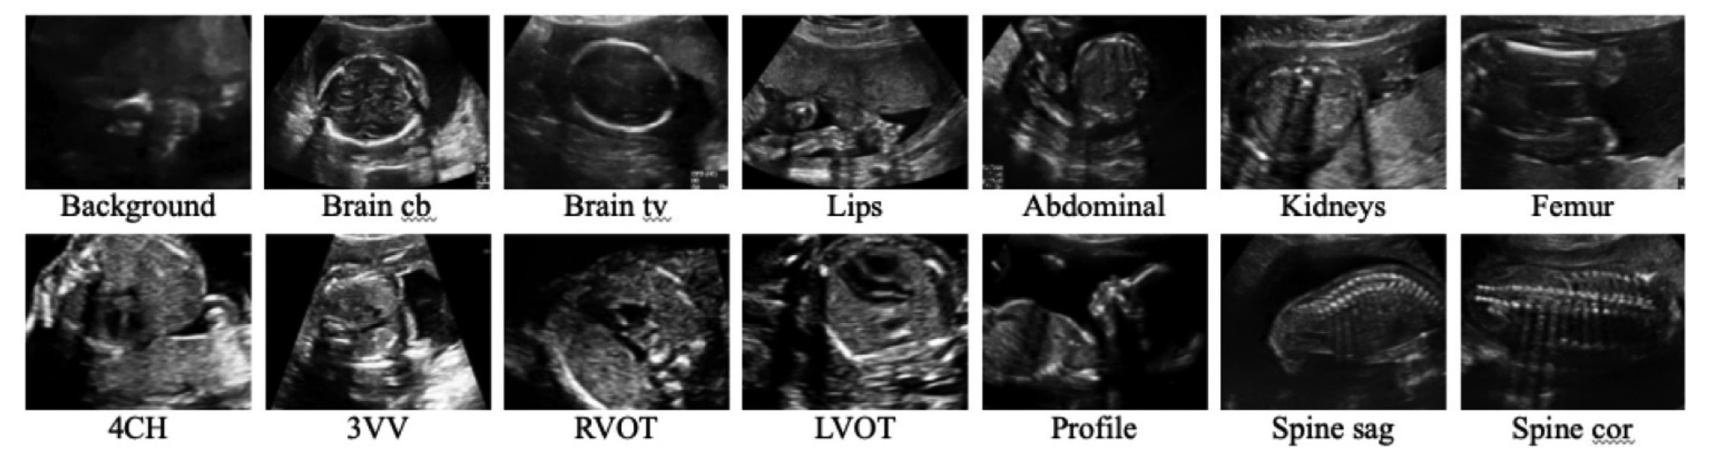 Background Brain cb Brain tv Lips Abdominal Kidneys Femur
4CH 3VV RVOT LVOT Profile Spine sag Spine cor